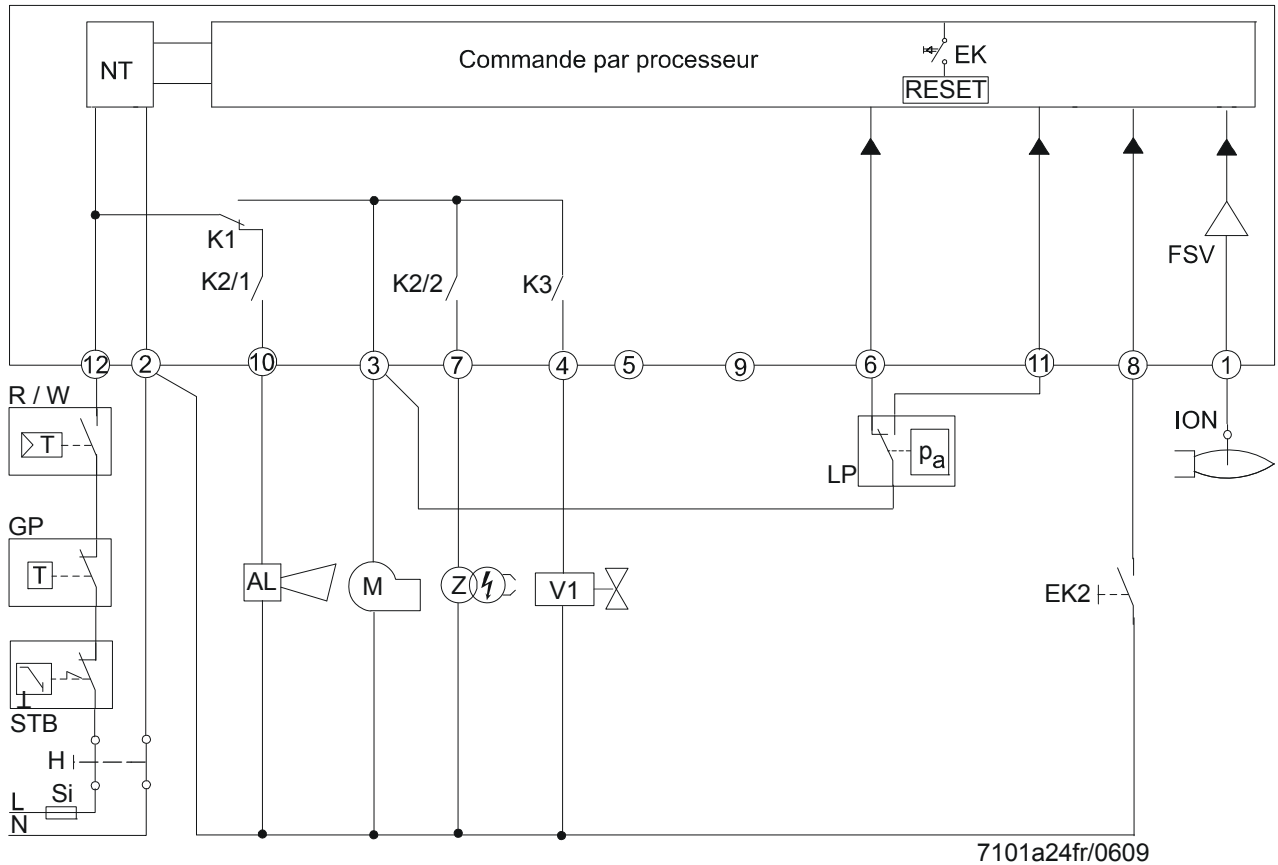 NT
Commande par processeur
EK
RESET
FSV
K1
K2/1
K2/2
K3
12
2
10
3
7
4
5
9
6
11
8
1
R / W
T
LP
pa
ION
GP
T
AL
M
Z
V1
EK2
STB
H
Si
L
N
7101a24fr/0609